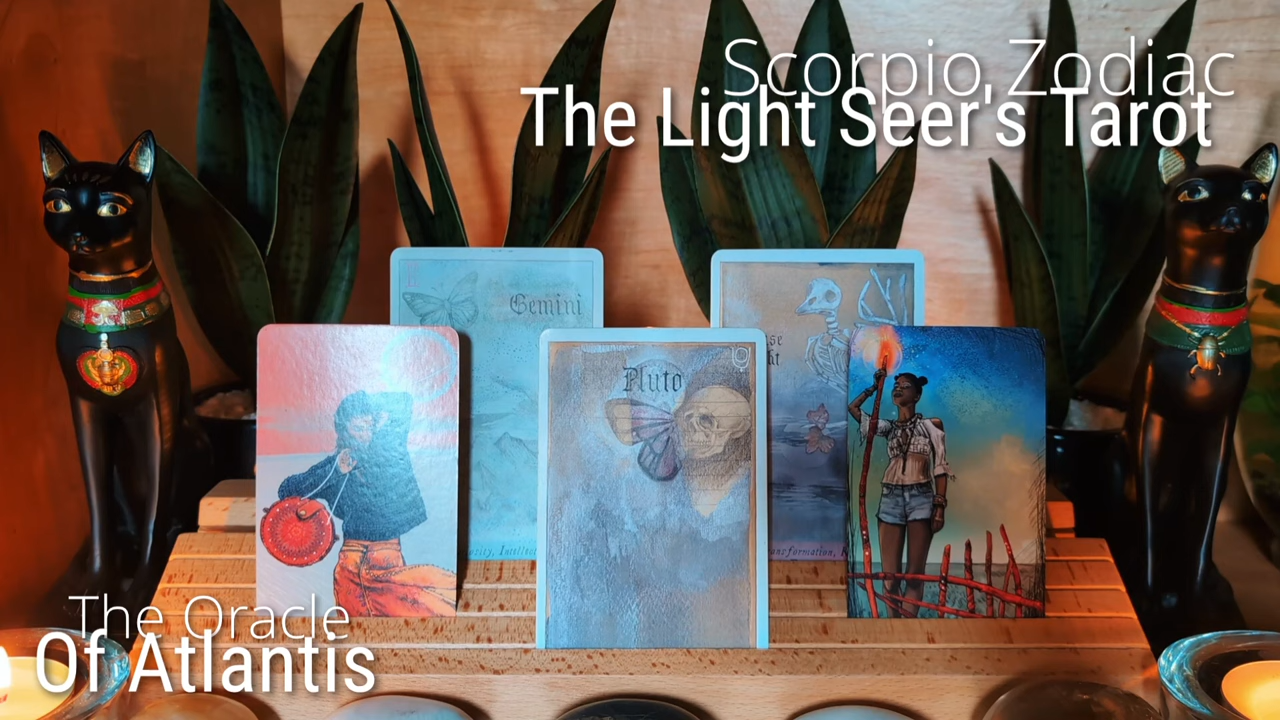 Scorpio Zodiac
The Light Seer's Tarot
Gemini
Pluto
The Oracle
Of Atlantis